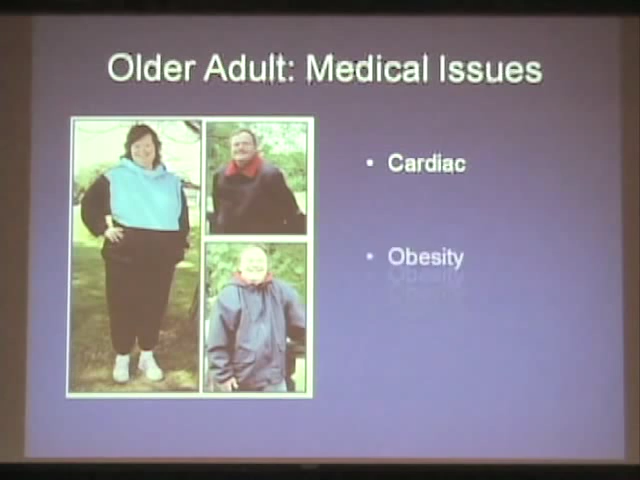 Older Adult: Medical Issues
• Cardiac
• Obesity